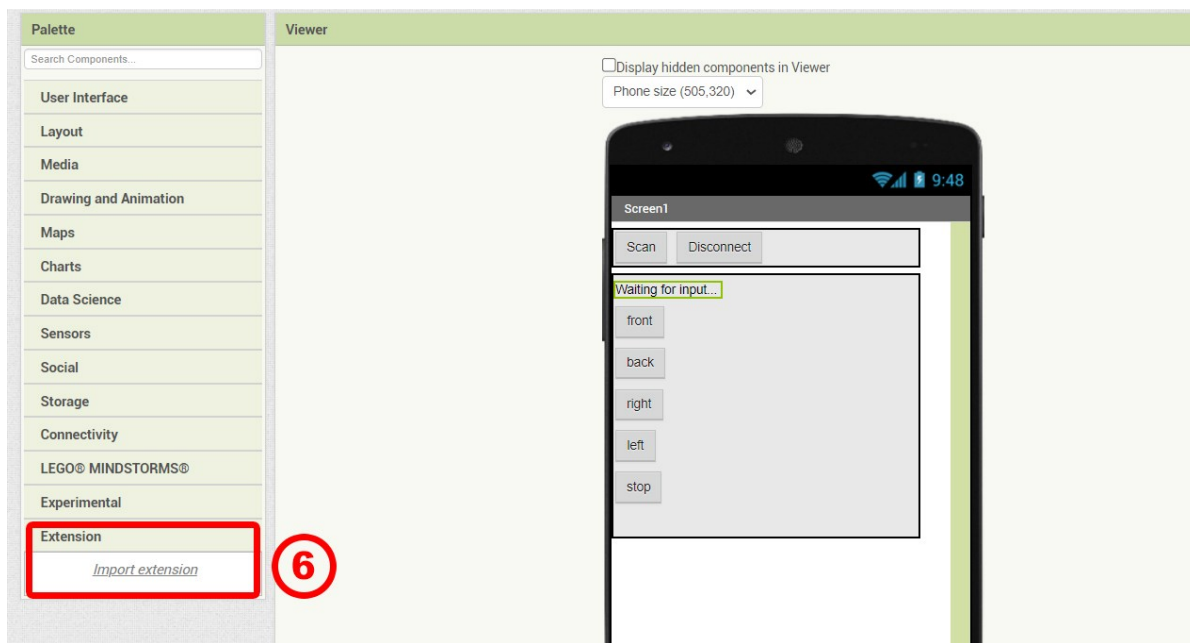 Palette
Search Components...
User Interface
Layout
Media
Drawing and Animation
Maps
Charts
Data Science
Sensors
Social
Storage
Connectivity
LEGO® MINDSTORMS®
Experimental
Extension
Import extension
6
Viewer
Display hidden components in Viewer
Phone size (505,320)
9:48
Screen1
Scan Disconnect
Waiting for input...
front
back
right
left
stop